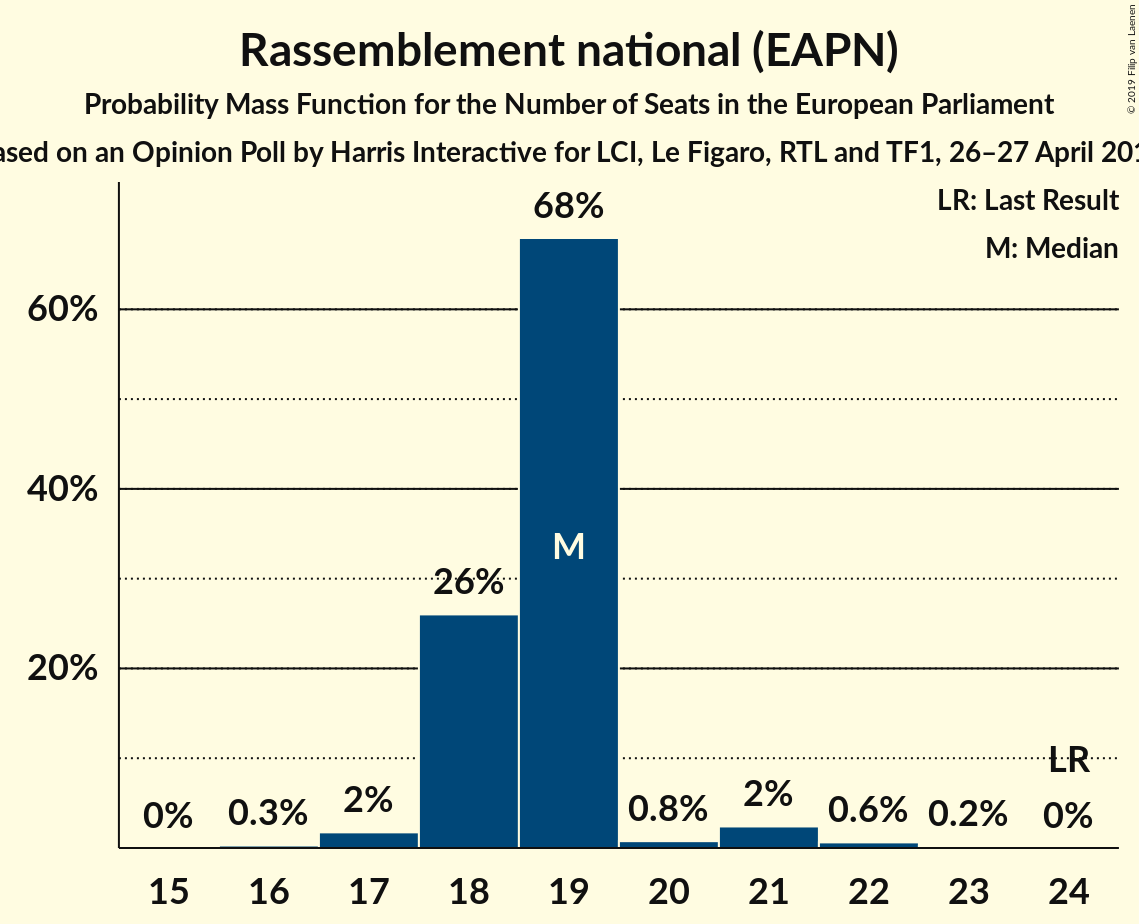 Rassemblement national (EAPN)
Probability Mass Function for the Number of Seats in the European Parliament
on an Opinion Poll by Harris Interactive for LCI, Le Figaro, RTL and TF1, 26–27 April
© 2019 Filip van Laenen
LR: Last Result
M: Median
68%
60%
40%
M
26%
20%
LR
0%
0.3%
2%
0.8%
2%
0.6%
0.2%
0%
15 16 17 18 19 20 21 22 23 24